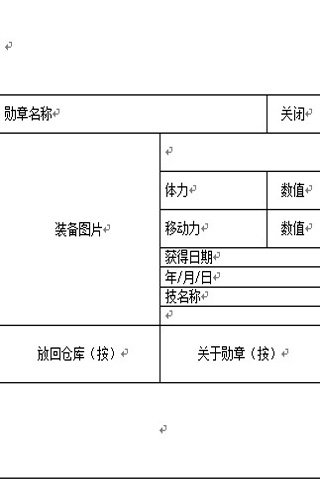 勋章名称
关闭
装备图片
体力
数值
移动力
数值
获得日期
年/月/日
技名称
放回仓库（按）
关于勋章（按）